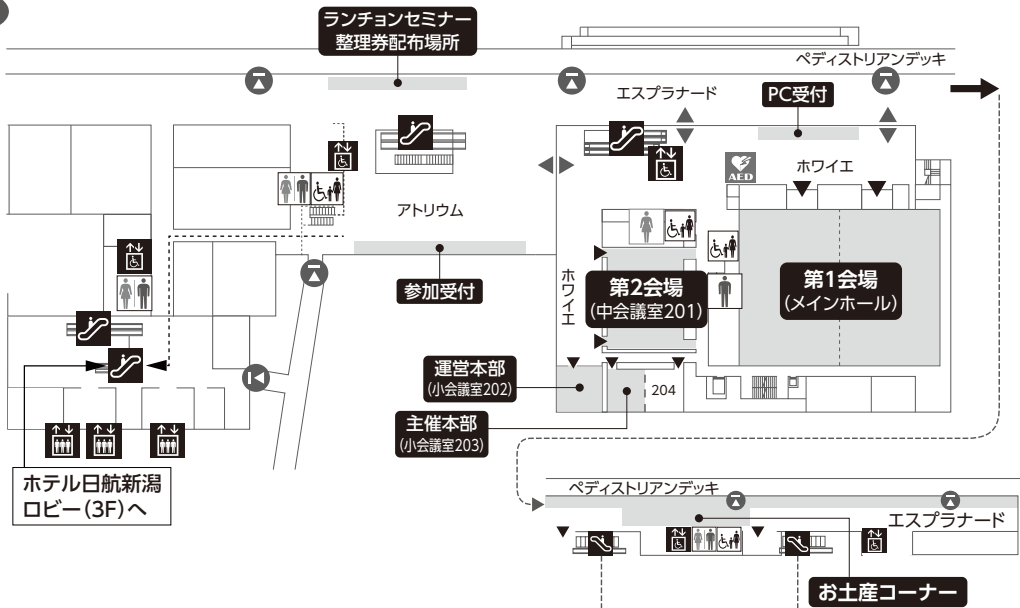 ランチョンセミナー
整理券配布場所
ペディストリアンデッキ
エスプラナード
PC受付
AED
ホワイエ
アトリウム
参加受付
ホワイエ
第2会場
(中会議室201)
第1会場
(メインホール)
運営本部
(小会議室202)
204
主催本部
(小会議室203)
ホテル日航新潟
ロビー(3F)へ
ペディストリアンデッキ
エスプラナード
お土産コーナー